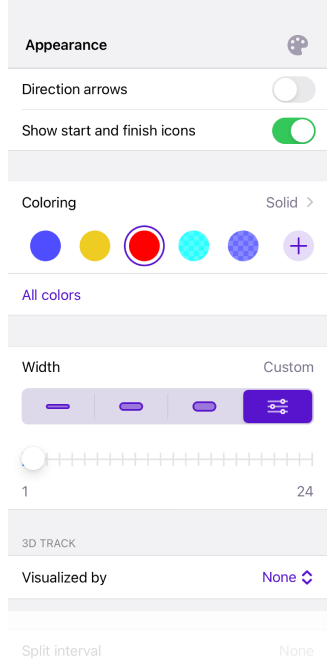 Appearance
Direction arrows
Show start and finish icons
Coloring Solid
All colors
Width Custom
1 24
3D TRACK
Visualized by None
Split interval None